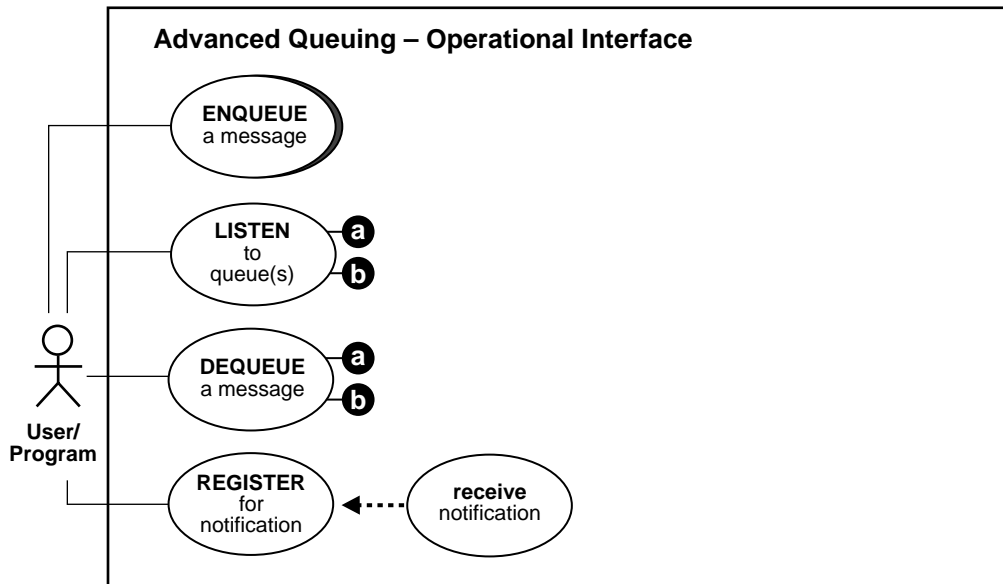 Advanced Queuing – Operational Interface
ENQUEUE
a message
LISTEN
to
queue(s)
a
b
DEQUEUE
a message
a
b
User/
Program
REGISTER
for
notification
receive
notification